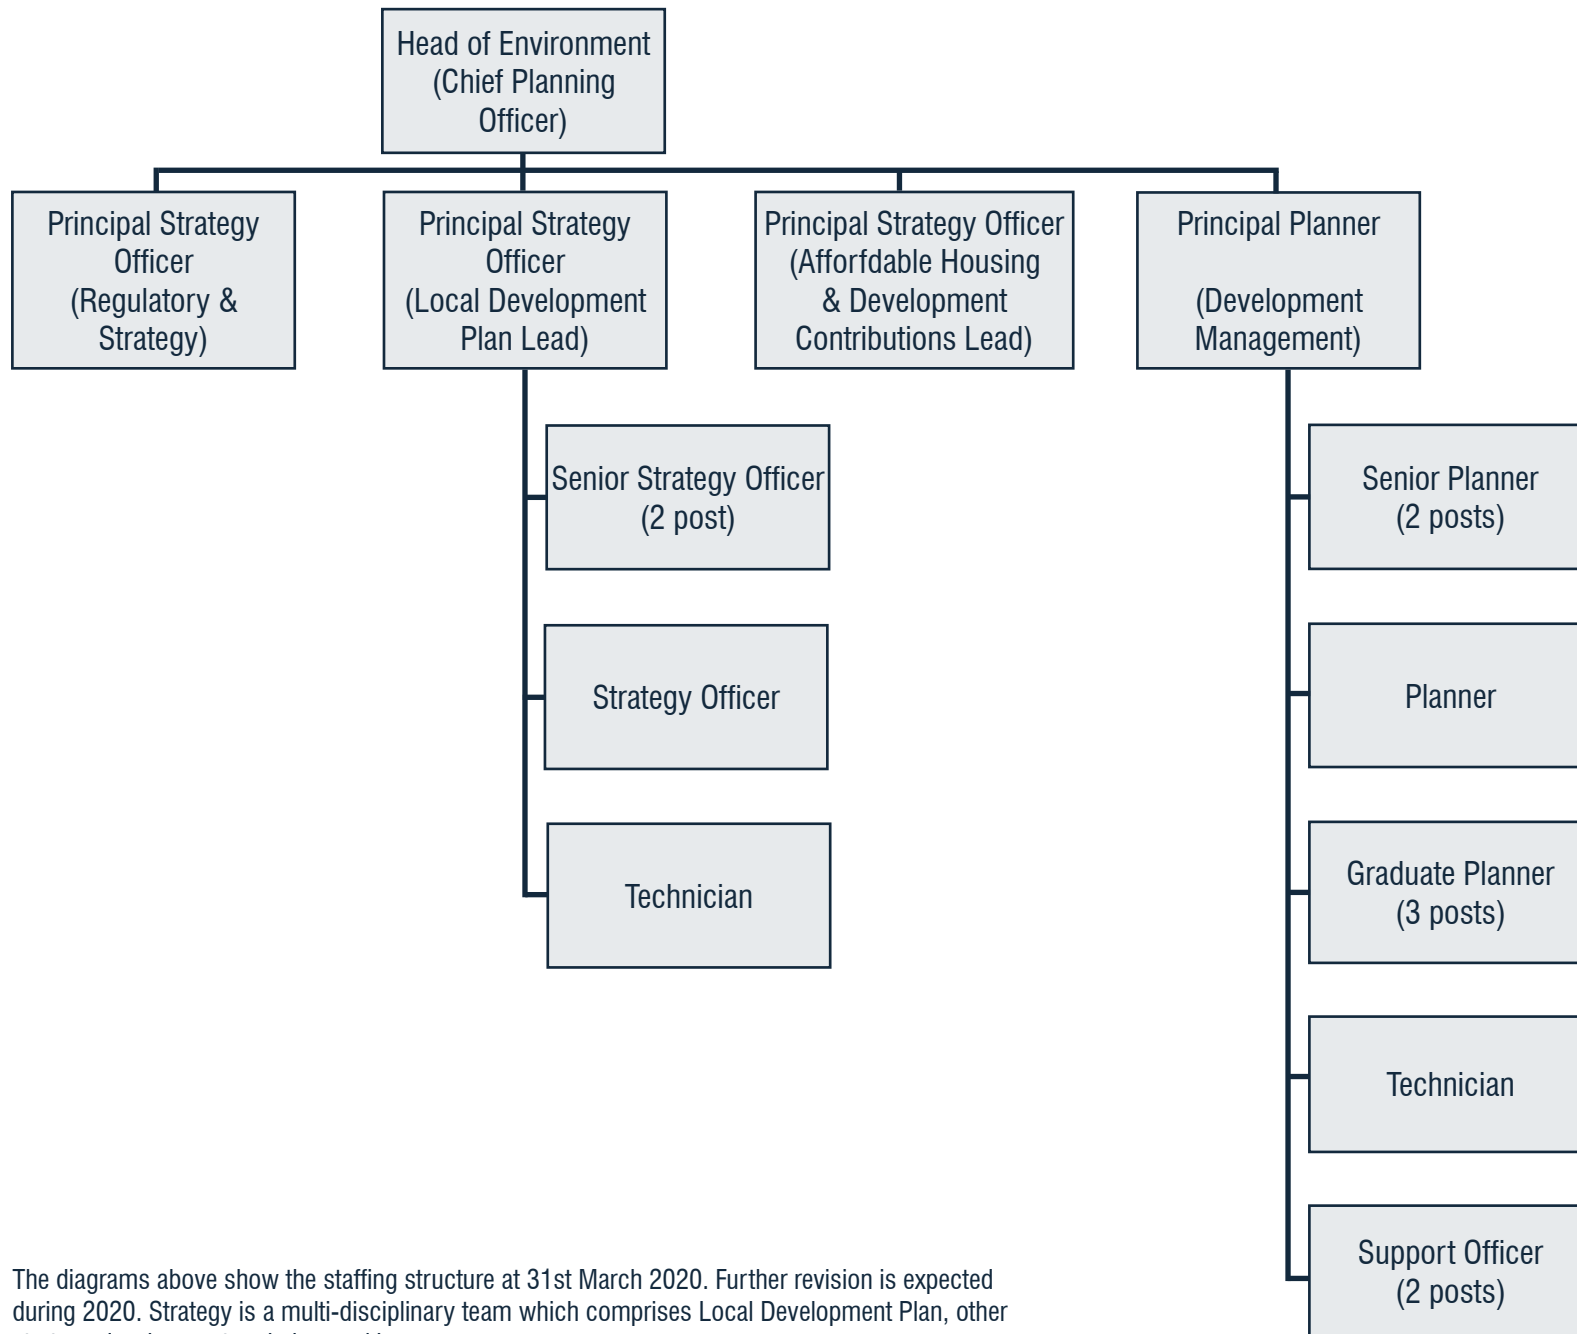 Head of Environment
(Chief Planning
Officer)
Principal Strategy
Officer
(Regulatory &
Strategy)
Principal Strategy
Officer
(Local Development
Plan Lead)
Principal Strategy Officer
(Afforfdable Housing
& Development
Contributions Lead)
Principal Planner
(Development
Management)
Senior Strategy Officer
(2 post)
Strategy Officer
Technician
Senior Planner
(2 posts)
Planner
Graduate Planner
(3 posts)
Technician
Support Officer
(2 posts)
The diagrams above show the staffing structure at 31st March 2020. Further revision is expected
during 2020. Strategy is a multi-disciplinary team which comprises Local Development Plan, other